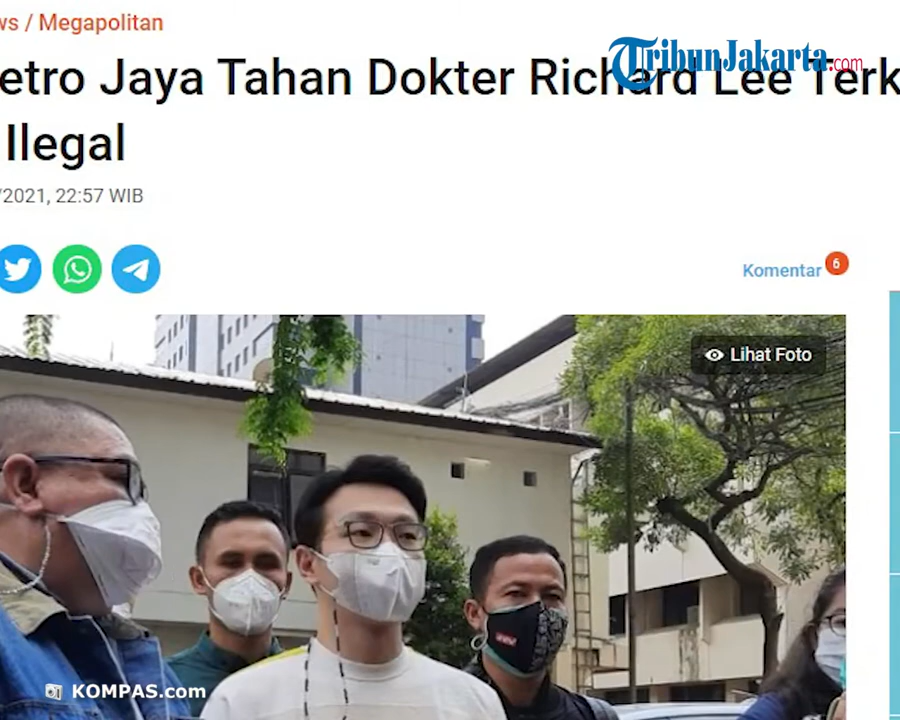 ws / Megapolitan
TribunJakarta.com
etro Jaya Tahan Dokter Richard Lee Terk
Ilegal
/2021, 22:57 WIB
Komentar 6
Lihat Foto
KOMPAS.com